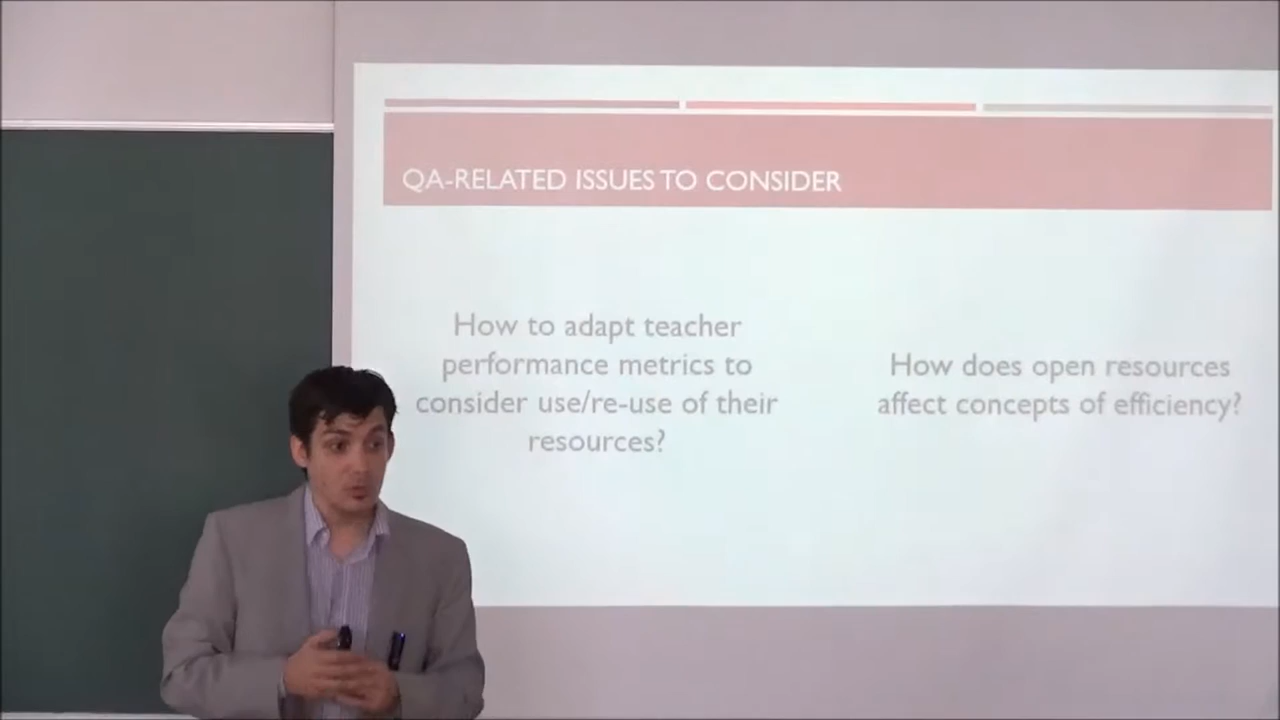 QA-RELATED ISSUES TO CONSIDER
How to adapt teacher
performance metrics to
consider use/re-use of their
resources?
How does open resources
affect concepts of efficiency?